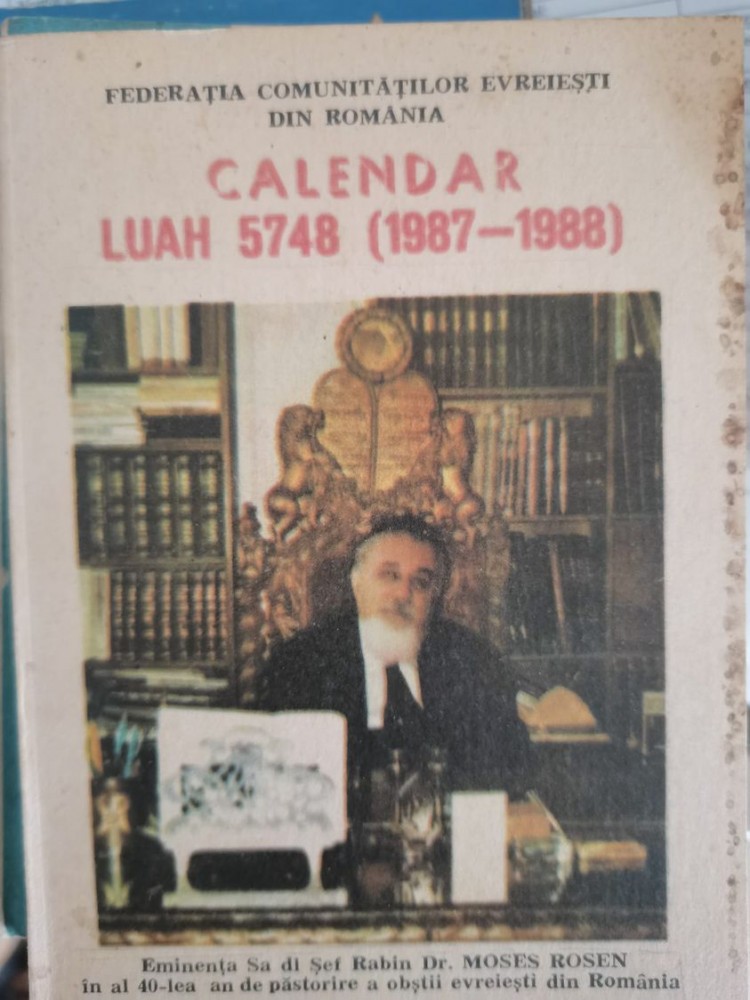 FEDERAȚIA COMUNITĂȚILOR EVREIEȘTI
DIN ROMÂNIA
CALENDAR
LUAH 5748 (1987—1988)
Eminența Sa dl Șef Rabin Dr. MOSES ROSEN
în al 40-lea an de păstorire a obștii evreiești din România